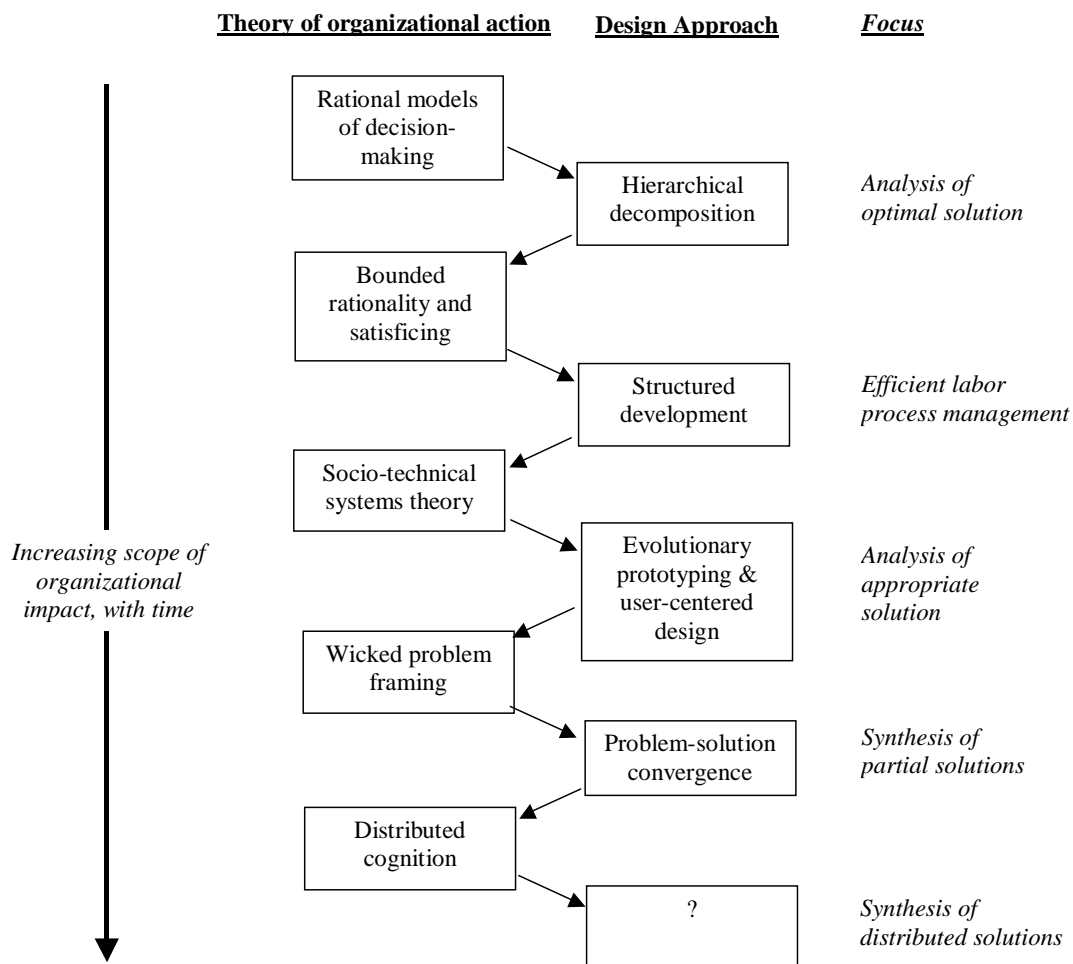 Theory of organizational action Design Approach Focus
Rational models
of decision-
making
Hierarchical
decomposition
Analysis of
optimal solution
Bounded
rationality and
satisficing
Structured
development
Efficient labor
process management
Socio-technical
systems theory
Increasing scope of
organizational
impact, with time
Evolutionary
prototyping &
user-centered
design
Analysis of
appropriate
solution
Wicked problem
framing
Problem-solution
convergence
Synthesis of
partial solutions
Distributed
cognition
?
Synthesis of
distributed solutions